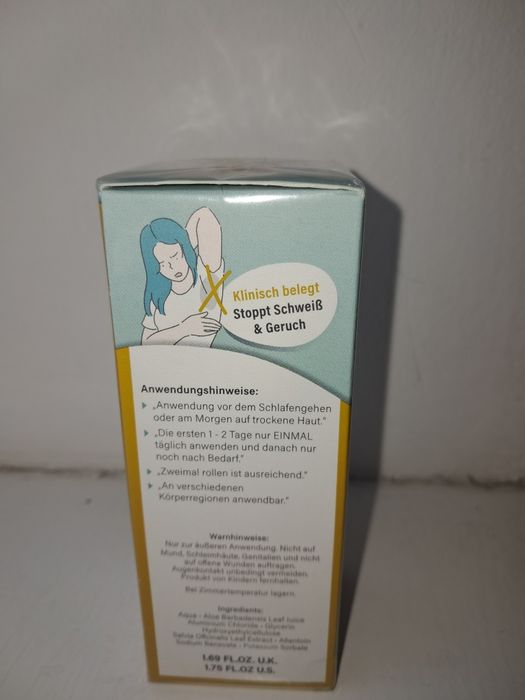 Klinisch belegt
Stoppt Schweiß
& Geruch
Anwendungshinweise:
„Anwendung vor dem Schlafengehen
oder am Morgen auf trockene Haut."
„Die ersten 1 - 2 Tage nur EINMAL
täglich anwenden und danach nur
noch nach Bedarf."
„Zweimal rollen ist ausreichend."
„An verschiedenen
Körperregionen anwendbar."
Warnhinweise:
Nur zur äußeren Anwendung. Nicht auf
Mund, Schleimhäute, Genitalien und nicht
auf offene Wunden auftragen.
Augenkontakt unbedingt vermeiden.
Produkt von Kindern fernhalten.
Bei Zimmertemperatur lagern.
Ingredients:
Aqua - Aloe Barbadensis Leaf Juice
Aluminium Chloride - Glycerin
Hydroxyethylcellulose
Salvia Officinalis Leaf Extract - Allantoin
Sodium Benzoate - Potassium Sorbate
1.69 FL.OZ. U.K.
1.75 FL.OZ U.S.